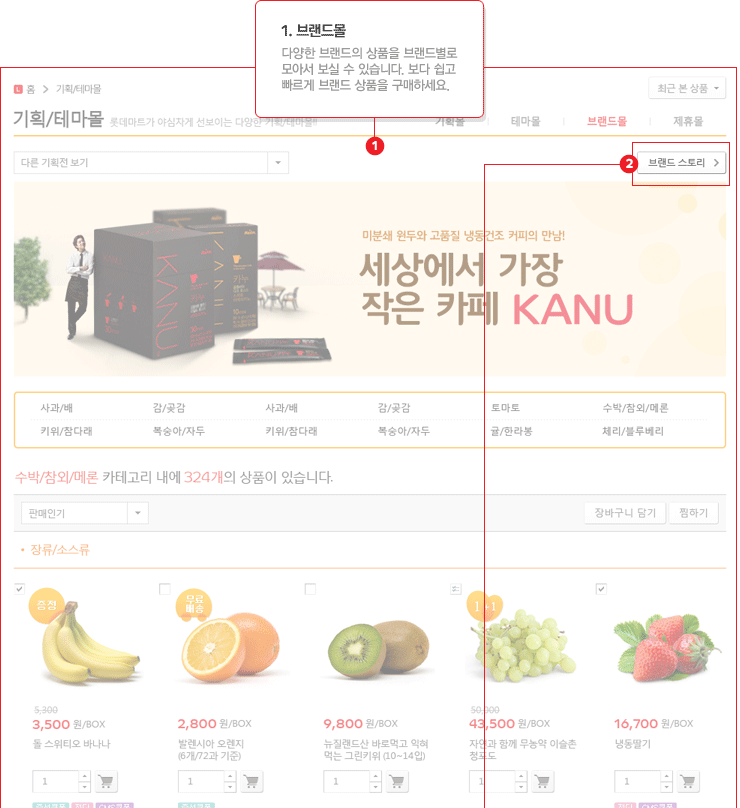 1. 브랜드몰
다양한 브랜드의 상품을 브랜드별로
모아서 보실 수 있습니다. 보다 쉽고
빠르게 브랜드 상품을 구매하세요.
L 홈 > 기획/테마몰
최근 본 상품
기획/테마몰 롯데마트가 야심차게 선보이는 다양한 기획/테마몰!!
기획몰 테마몰 브랜드몰 제휴몰
1
다른 기획전 보기
2 브랜드 스토리 >
미분쇄 원두와 고품질 냉동건조 커피의 만남!
세상에서 가장
작은 카페 KANU
KANU
사과/배 감/곶감 사과/배 감/곶감 토마토 수박/참외/메론
키위/참다래 복숭아/자두 키위/참다래 복숭아/자두 귤/한라봉 체리/블루베리
수박/참외/메론 카테고리 내에 324개의 상품이 있습니다.
판매인기 장바구니 담기 찜하기
• 장류/소스류
증정 무료배송 1+1
5,300 50,000
3,500 원/BOX 2,800 원/BOX 9,800 원/BOX 43,500 원/BOX 16,700 원/BOX
돌 스위티오 바나나 발렌시아 오렌지 뉴질랜드산 바로먹고 익혀 자연과 함께 무농약 이슬촌 냉동딸기
(6개/72과 기준) 먹는 그린키위 (10~14입) 청포도
1 1 1 1 1